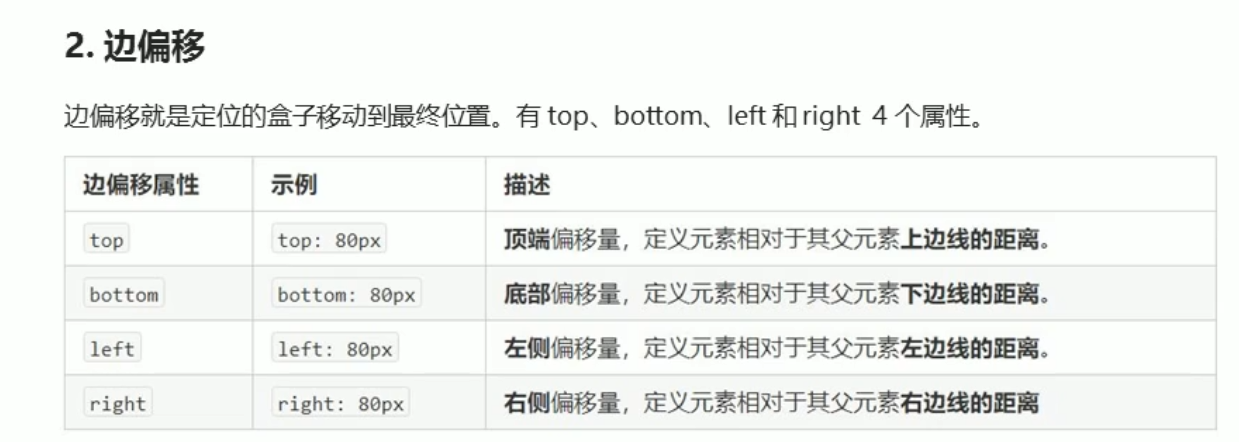 2. 边偏移
边偏移就是定位的盒子移动到最终位置。有 top、bottom、left 和 right 4 个属性。
边偏移属性 示例 描述
top top: 80px 顶端偏移量，定义元素相对于其父元素上边线的距离。
bottom bottom: 80px 底部偏移量，定义元素相对于其父元素下边线的距离。
left left: 80px 左侧偏移量，定义元素相对于其父元素左边线的距离。
right right: 80px 右侧偏移量，定义元素相对于其父元素右边线的距离